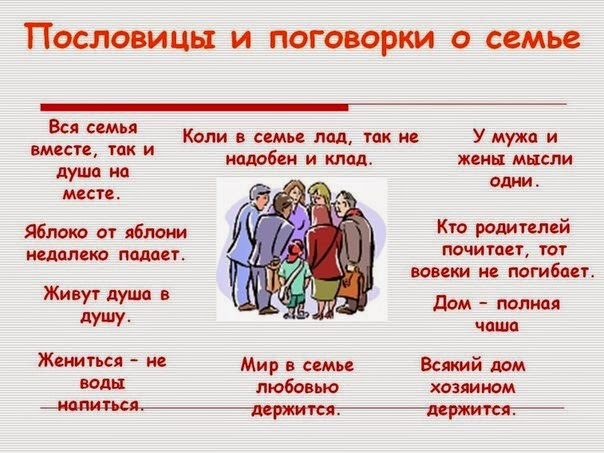 Пословицы и поговорки о семье
Вся семья
вместе, так и
душа на
месте.
Коли в семье лад, так не
надобен и клад.
У мужа и
жены мысли
одни.
Яблоко от яблони
недалеко падает.
Кто родителей
почитает, тот
вовеки не погибает.
Живут душа в
душу.
Дом – полная
чаша
Жениться – не
воды
напиться.
Мир в семье
любовью
держится.
Всякий дом
хозяином
держится.